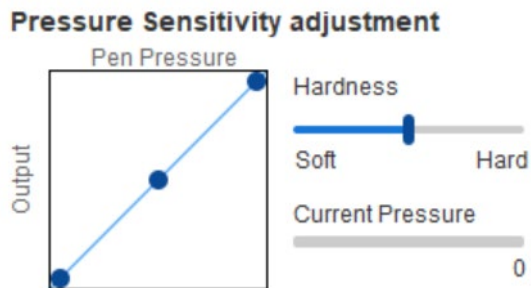 Pressure Sensitivity adjustment
Pen Pressure
Output
Hardness
Soft Hard
Current Pressure
0